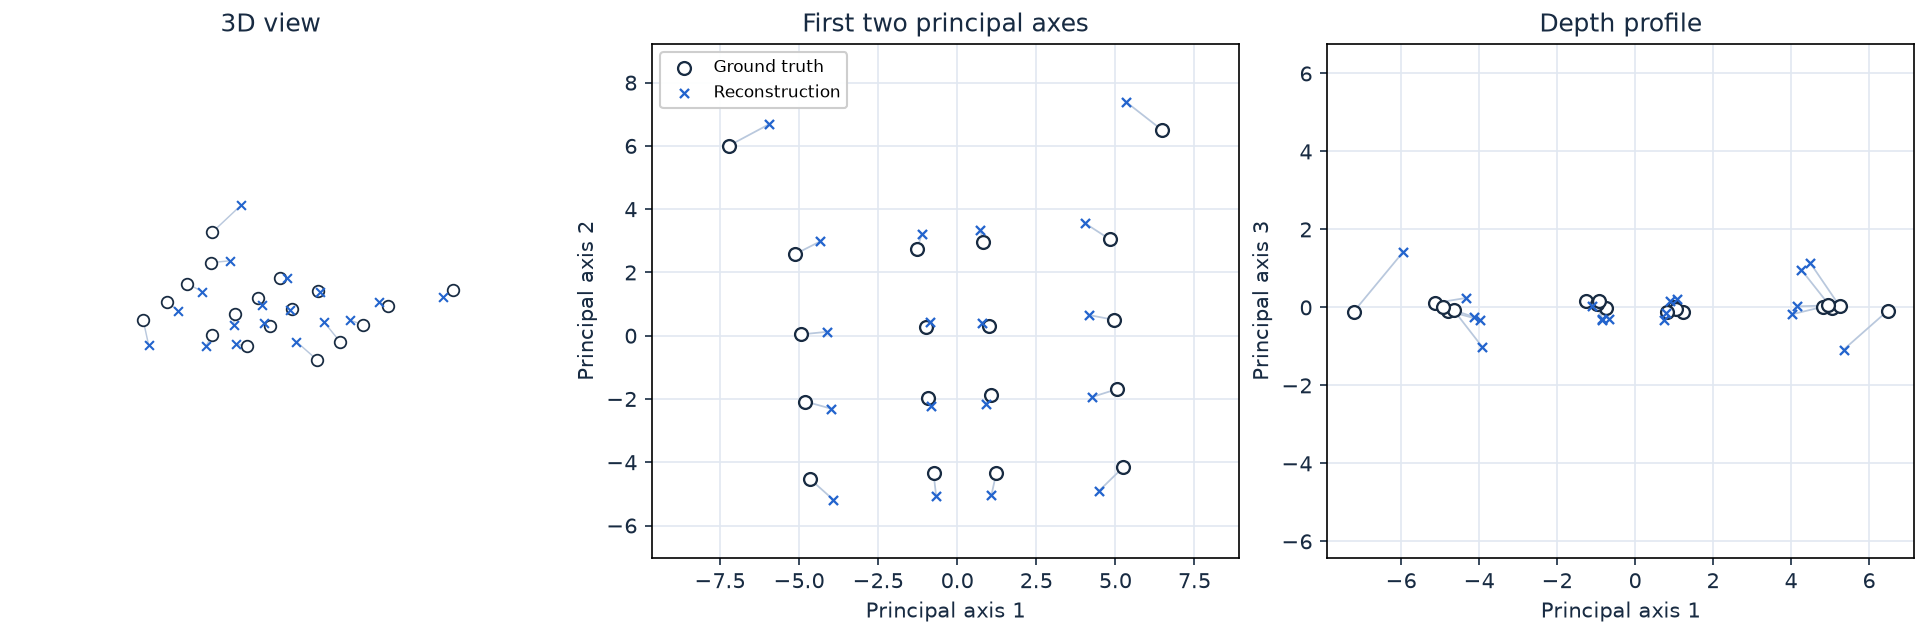 3D view
First two principal axes
Ground truth
Reconstruction
8
6
4
2
0
−2
−4
−6
Principal axis 2
−7.5 −5.0 −2.5 0.0 2.5 5.0 7.5
Principal axis 1
Depth profile
6
4
2
0
−2
−4
−6
Principal axis 3
−6 −4 −2 0 2 4 6
Principal axis 1